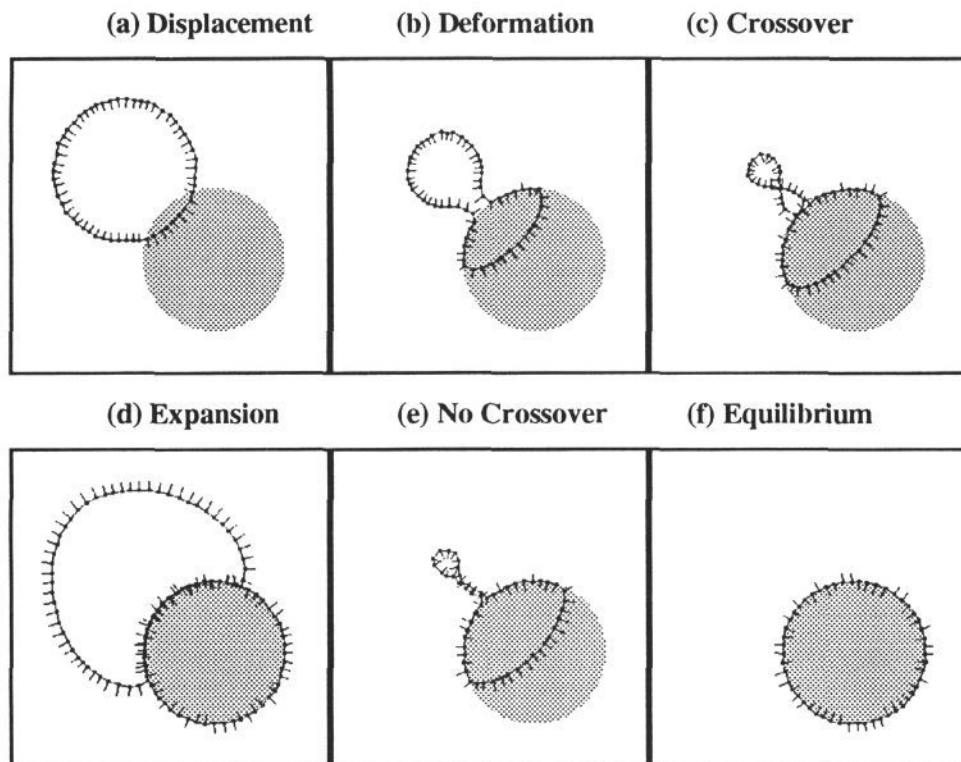 (a) Displacement (b) Deformation (c) Crossover
(d) Expansion (e) No Crossover (f) Equilibrium